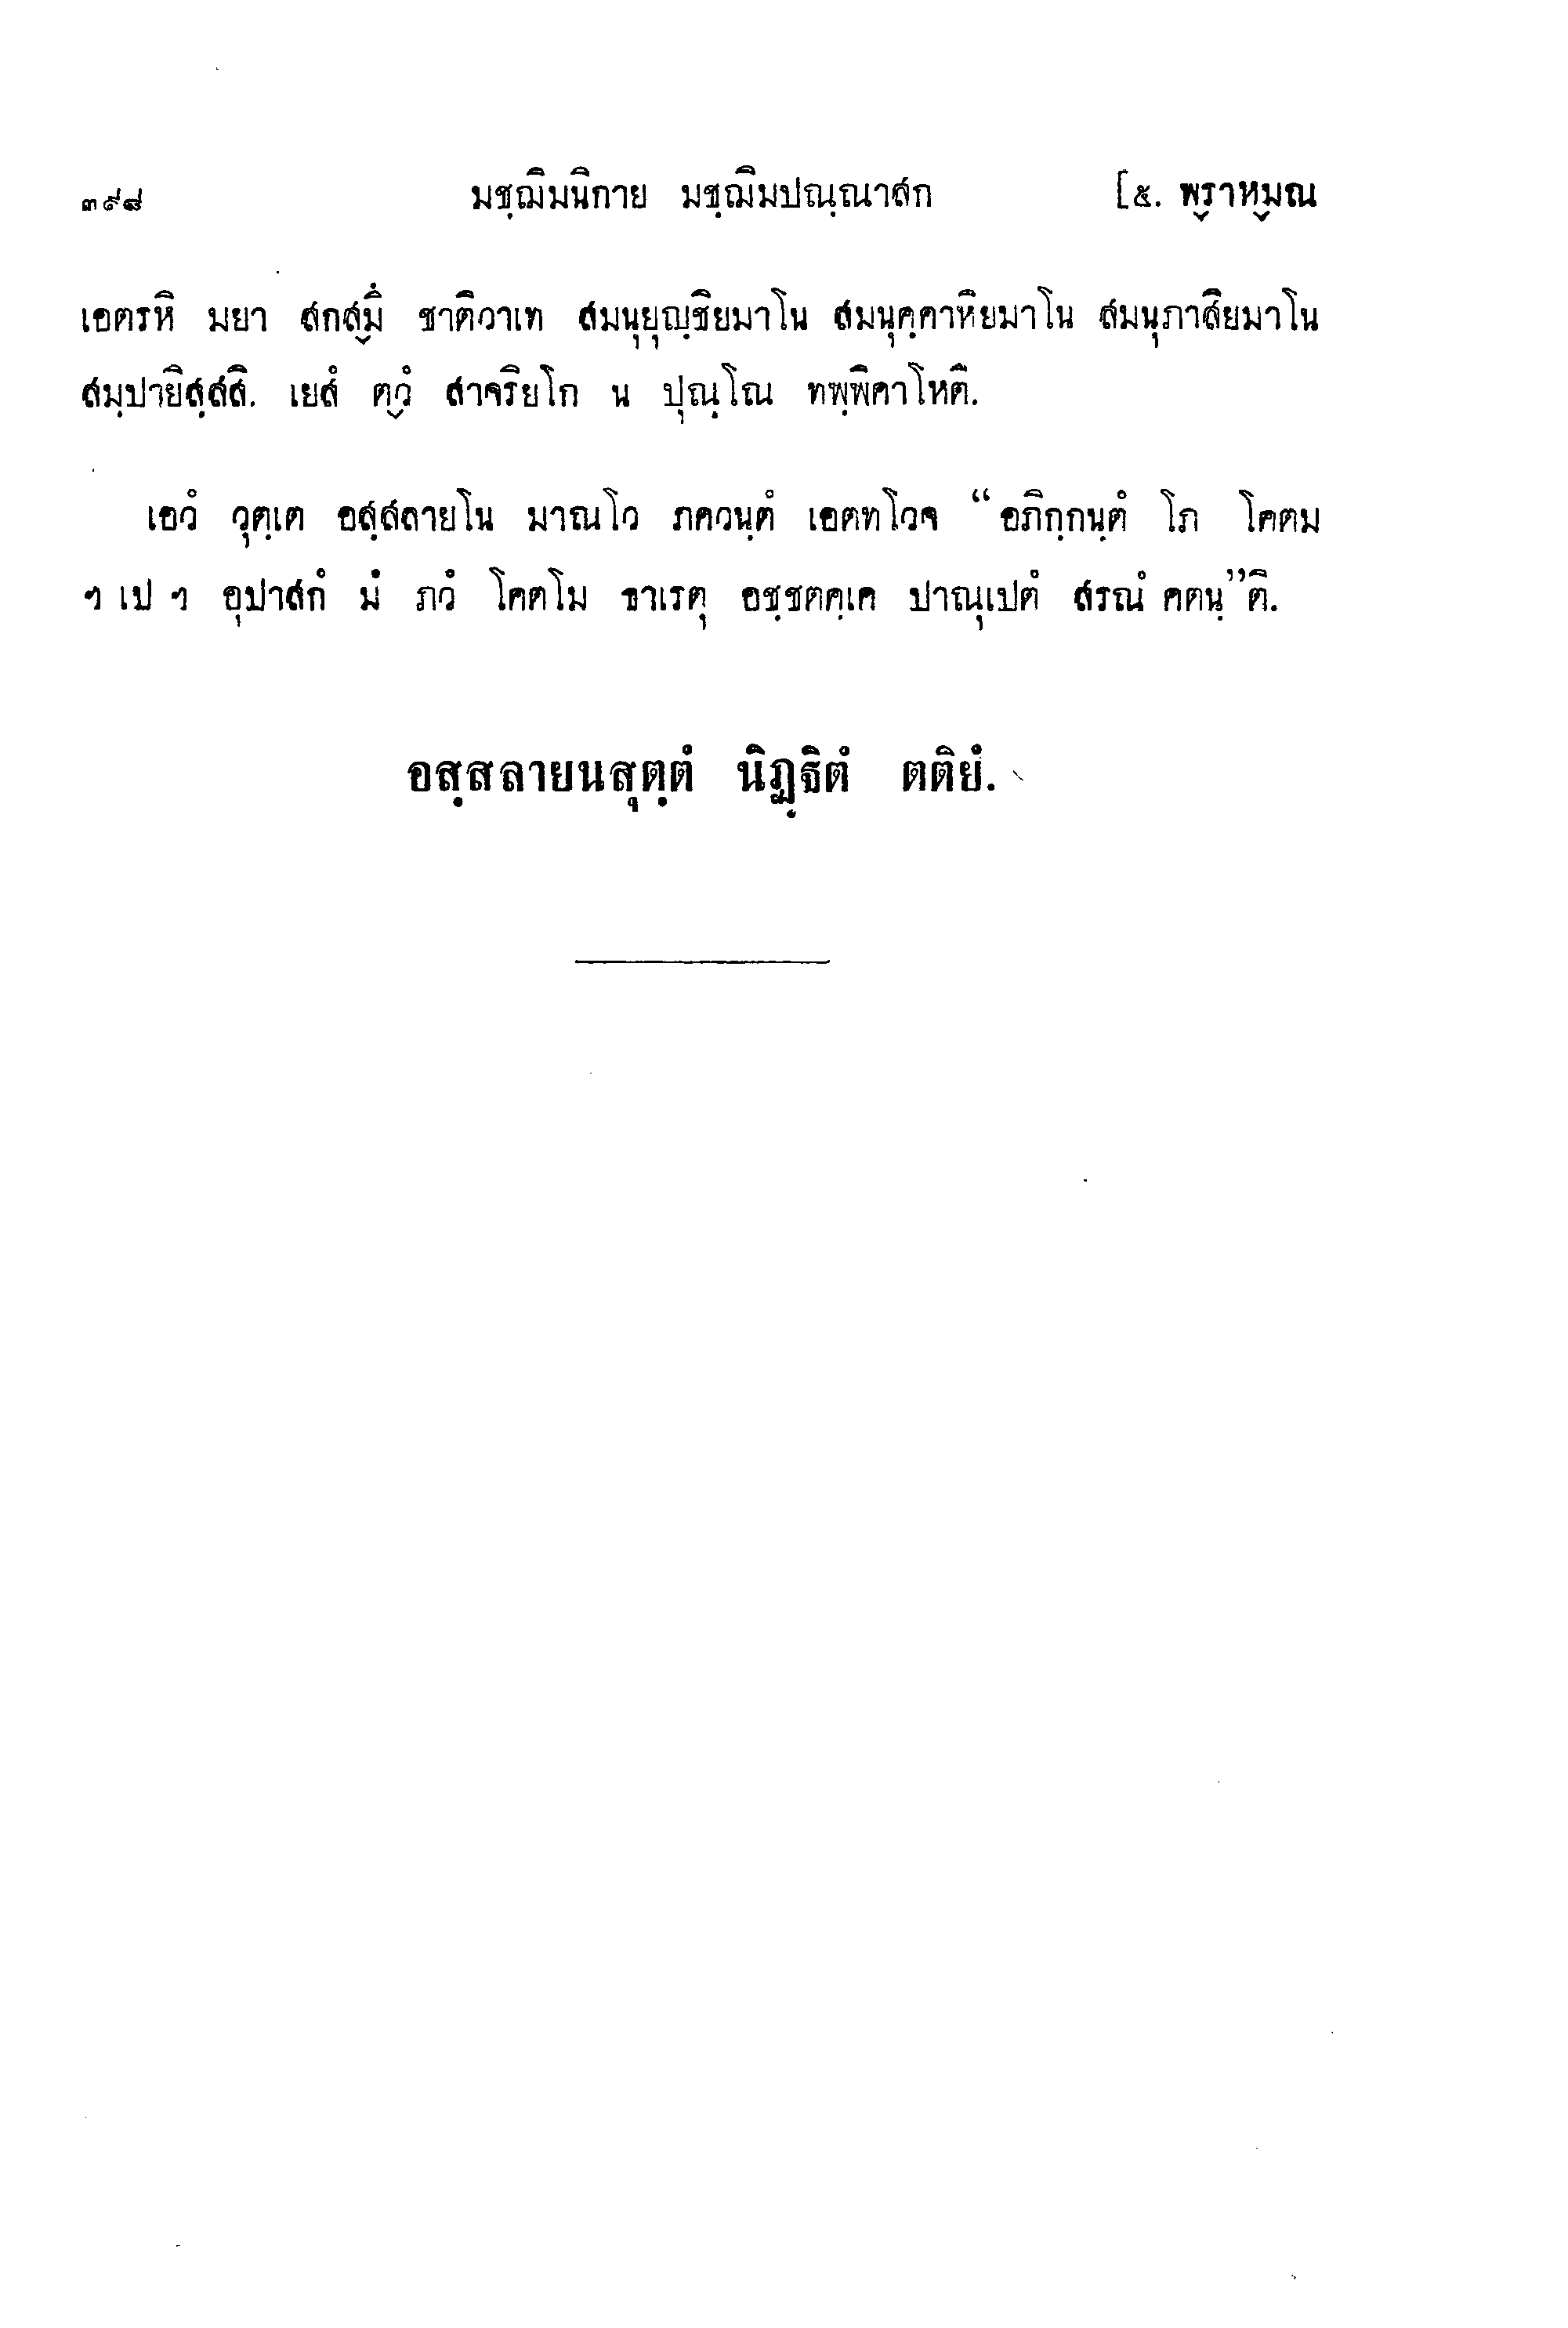 ๓๙๘ มชฺฌิมนิกาย มชฺฌิมปณฺณาสก [๕. พฺราหฺมณ
เอตรหิ มยา สกสฺมิํ ชาติวาเท สมนุยุญฺชิยมาโน สมนุคฺคาหิยมาโน สมนุภาสิยมาโน
สมฺปายิสฺสสิ. เยสํ ตฺวํ สาจริยโก น ปุณฺโณ ทพฺพิคาโหติ.
เอวํ วุตฺเต อสฺสลายโน มาณโว ภควนฺตํ เอตทโวจ “อภิกฺกนฺตํ โภ โคตม
ฯ เป ฯ อุปาสกํ มํ ภวํ โคตโม ธาเรตุ อชฺชตคฺเค ปาณุเปตํ สรณํ คตนฺ”ติ.
อสฺสลายนสุตฺตํ นิฏฺฐิตํ ตติยํ.